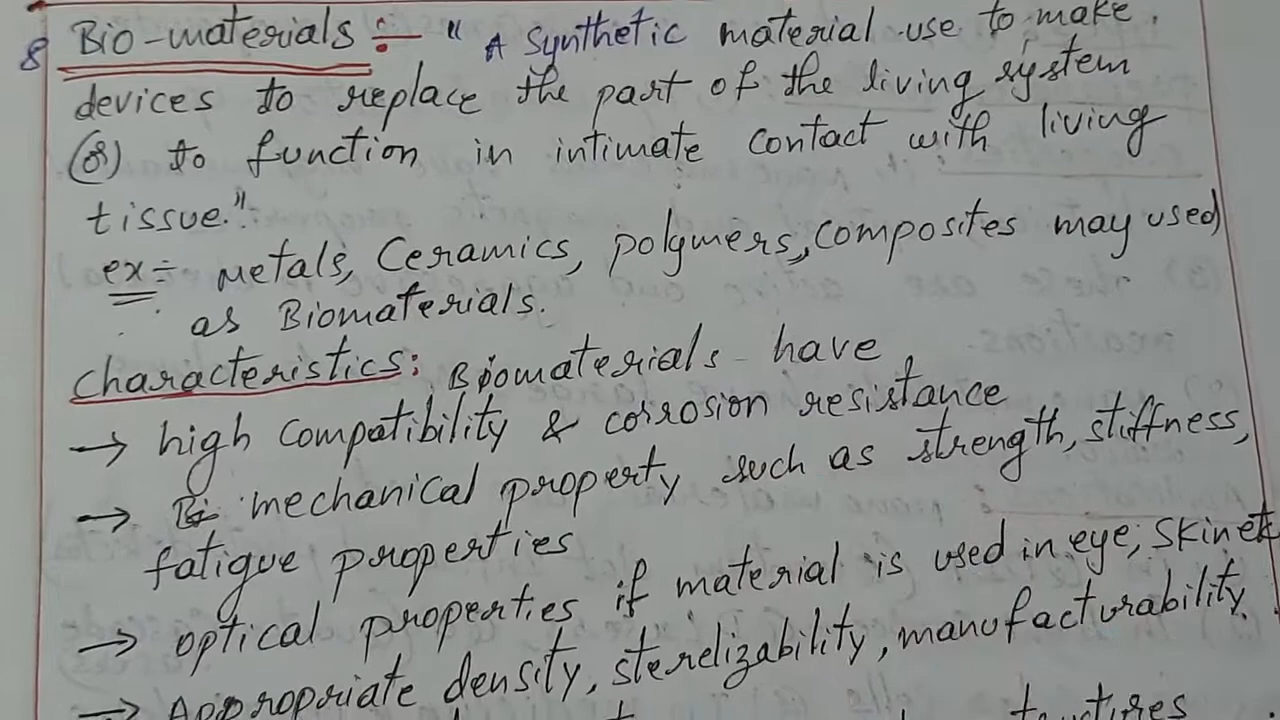 8 Bio-materials :- " A synthetic material use to make
devices to replace the part of the living system
(or) to function in intimate contact with living
tissue".
ex:- Metals, Ceramics, polymers, composites may used
as Biomaterials.
Characteristics: Biomaterials have
→ high compatibility & corrosion resistance
→ mechanical property such as strength, stiffness,
fatigue properties
→ optical properties if material is used in eye, skin etc
→ Appropriate density, sterelizability, manufacturability.